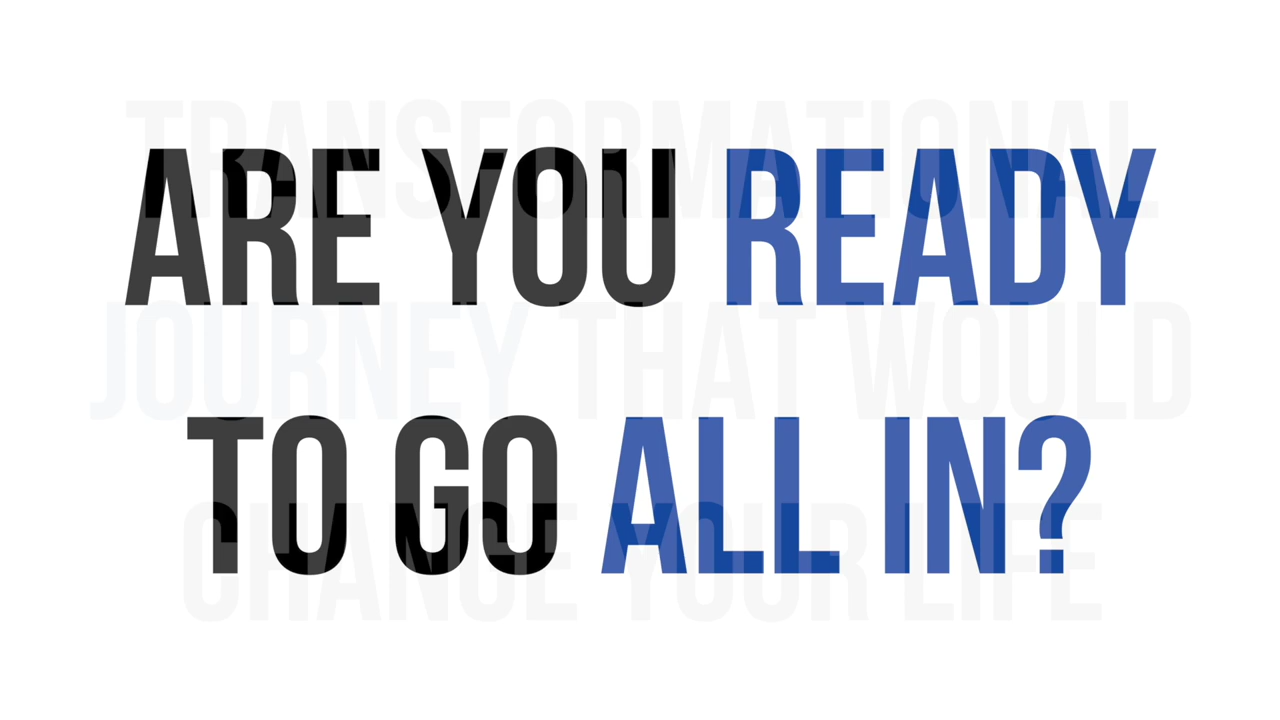 TRANSFORMATIONAL
ARE YOU READY
JOURNEY THAT WOULD
TO GO ALL IN?
CHANGE YOUR LIFE